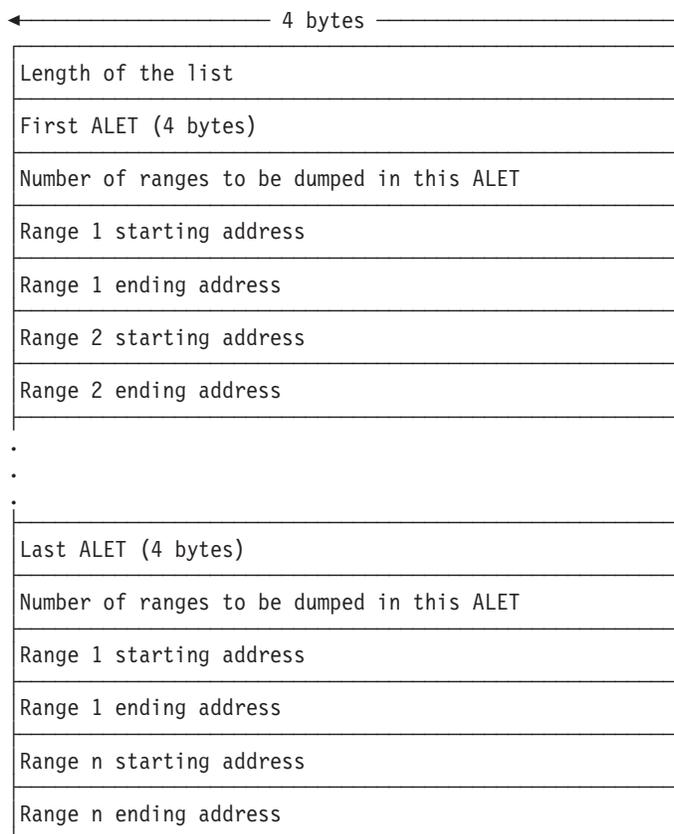 4 bytes
Length of the list
First ALET (4 bytes)
Number of ranges to be dumped in this ALET
Range 1 starting address
Range 1 ending address
Range 2 starting address
Range 2 ending address
.
.
.
Last ALET (4 bytes)
Number of ranges to be dumped in this ALET
Range 1 starting address
Range 1 ending address
Range n starting address
Range n ending address